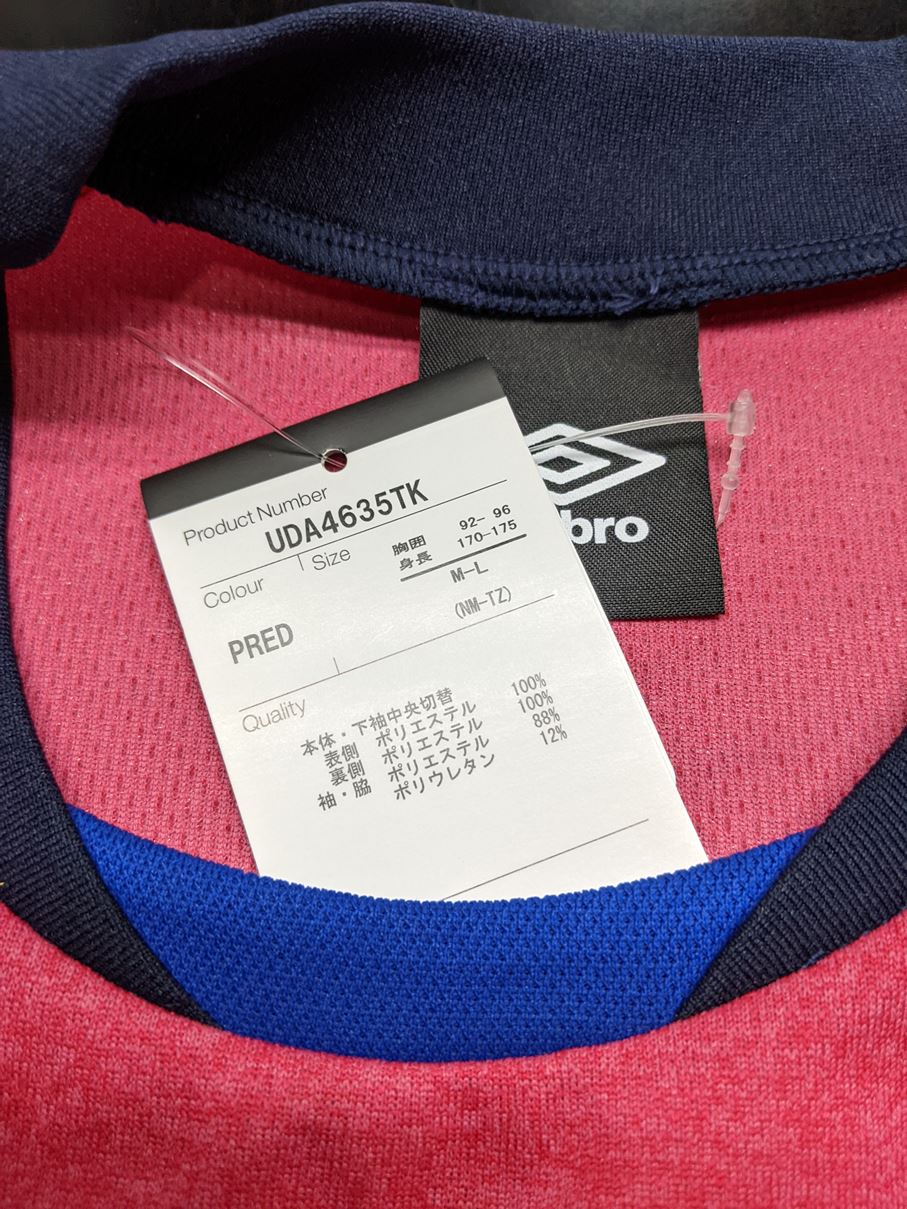 Product Number
UDA4635TK
Colour
Size
胸囲 92- 96
身長 170-175
M-L
(NM-TZ)
PRED
Quality
本体・下袖中央切替
表側 ポリエステル 100%
裏側 ポリエステル 100%
袖・脇 ポリエステル 88%
ポリウレタン 12%
bro